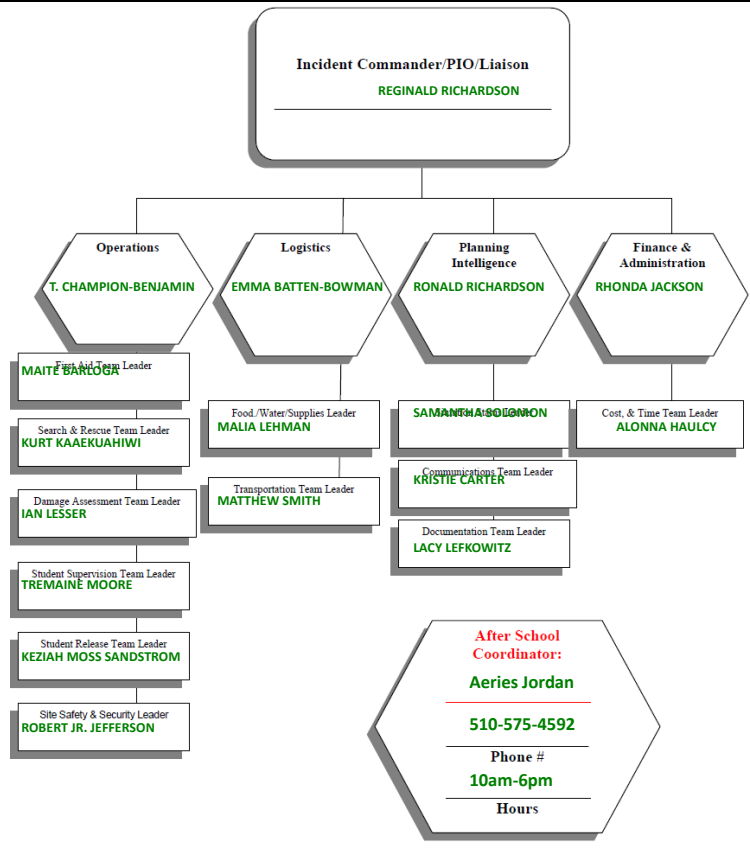 Incident Commander/PIO/Liaison
REGINALD RICHARDSON
Operations
T. CHAMPION-BENJAMIN
Logistics
EMMA BATTEN-BOWMAN
Planning
Intelligence
RONALD RICHARDSON
Finance &
Administration
RHONDA JACKSON
First Aid Team Leader
MAITE BARLOGA
Search & Rescue Team Leader
KURT KAAEKUAHIWI
Damage Assessment Team Leader
IAN LESSER
Student Supervision Team Leader
TREMAINE MOORE
Student Release Team Leader
KEZIAH MOSS SANDSTROM
Site Safety & Security Leader
ROBERT JR. JEFFERSON
Food./Water/Supplies Leader
MALIA LEHMAN
Transportation Team Leader
MATTHEW SMITH
SAMANTHA SOLOMON
Communications Team Leader
KRISTIE CARTER
Documentation Team Leader
LACY LEFKOWITZ
Cost, & Time Team Leader
ALONNA HAULCY
After School
Coordinator:
Aeries Jordan
510-575-4592
Phone #
10am-6pm
Hours